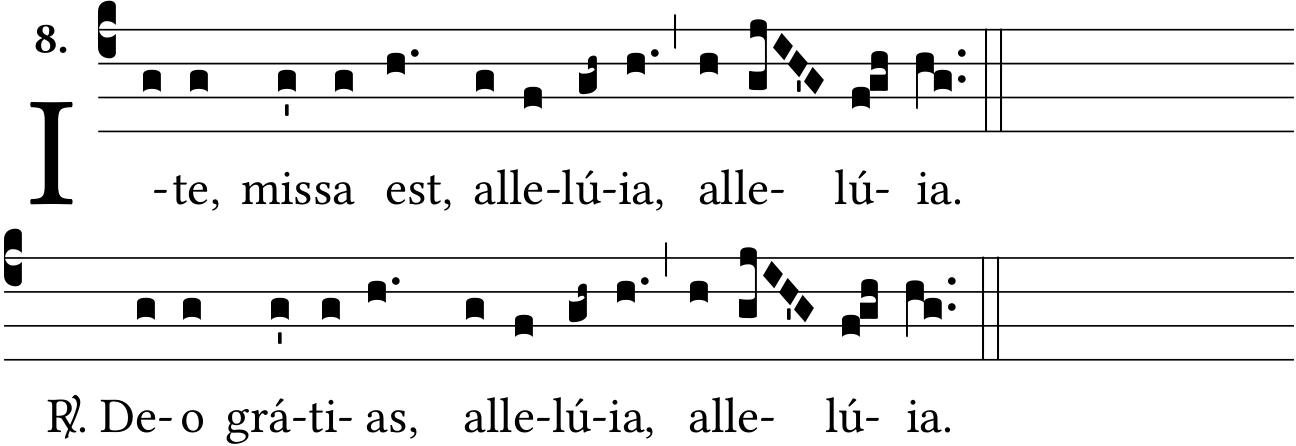 8.
I-te, missa est, alle-lú-ia, alle- lú- ia.
℟. De-o grá-ti-as, alle-lú-ia, alle- lú- ia.